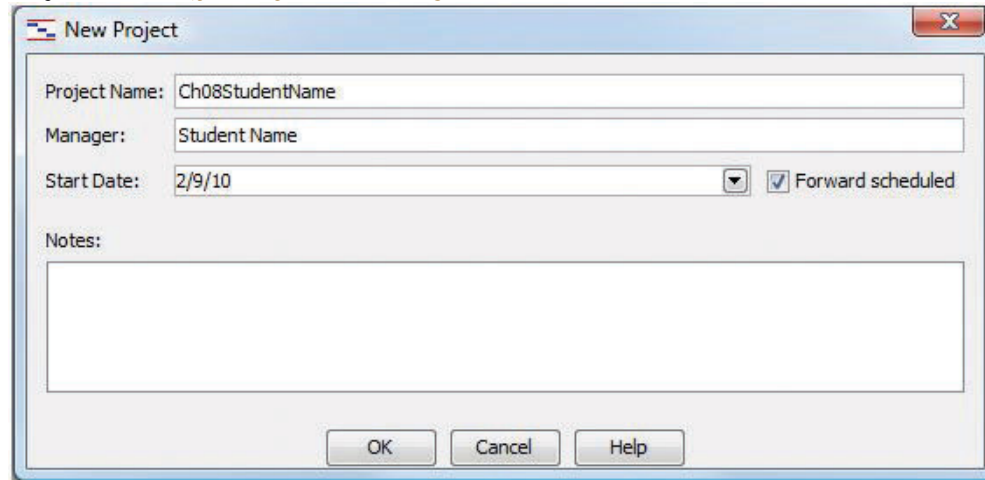 New Project
Project Name: Ch08StudentName
Manager: Student Name
Start Date: 2/9/10 Forward scheduled
Notes:
OK Cancel Help